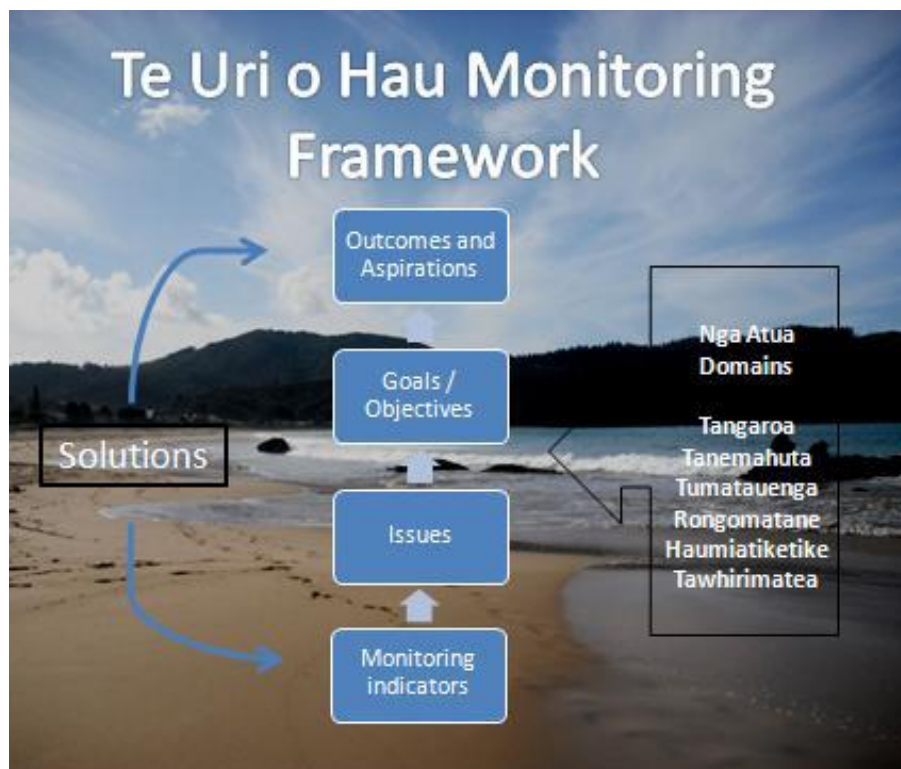 Te Uri o Hau Monitoring
Framework
Outcomes and
Aspirations
Goals /
Objectives
Issues
Monitoring
indicators
Solutions
Nga Atua
Domains
Tangaroa
Tanemahuta
Tumatauenga
Rongomatane
Haumiatiketike
Tawhirimatea